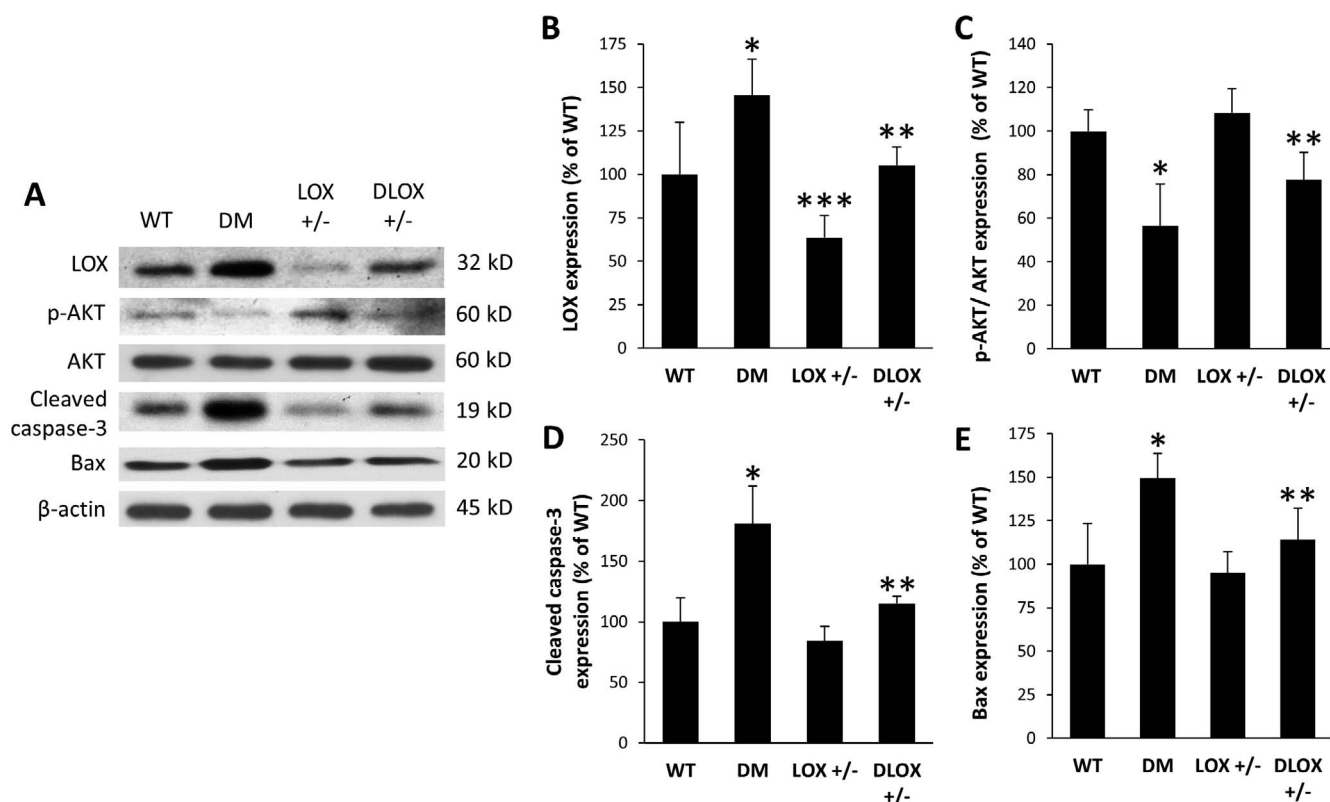 A
WT DM LOX +/- DLOX +/-
LOX 32 kD
p-AKT 60 kD
AKT 60 kD
Cleaved caspase-3 19 kD
Bax 20 kD
β-actin 45 kD
B
LOX expression (% of WT)
175
150
125
100
75
50
25
0
*
***
**
WT DM LOX +/- DLOX +/-
C
p-AKT/ AKT expression (% of WT)
140
120
100
80
60
40
20
0
*
**
WT DM LOX +/- DLOX +/-
D
Cleaved caspase-3
expression (% of WT)
250
200
150
100
50
0
*
**
WT DM LOX +/- DLOX +/-
E
Bax expression (% of WT)
175
150
125
100
75
50
25
0
*
**
WT DM LOX +/- DLOX +/-